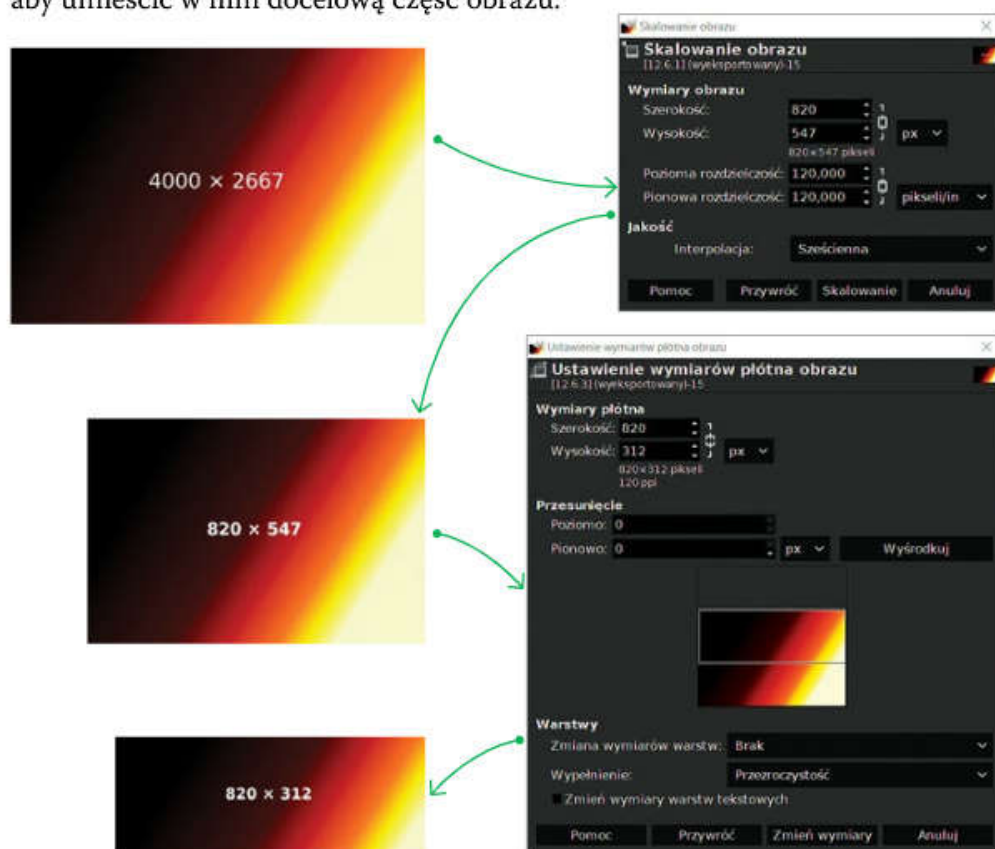 aby umieścić w nim docelową część obrazu.
4000 × 2667
Skalowanie obrazu
Skalowanie obrazu
[12.6.1] (wyeksportowany)-15
Wymiary obrazu
Szerokość: 820
Wysokość: 547 px
820×547 pikseli
Pozioma rozdzielczość: 120,000
Pionowa rozdzielczość: 120,000 pikseli/in
Jakość
Interpolacja: Sześcienna
Pomoc Przywróć Skalowanie Anuluj
820 × 547
Ustawienie wymiarów płótna obrazu
Ustawienie wymiarów płótna obrazu
[12.6.3] (wyeksportowany)-15
Wymiary płótna
Szerokość: 820
Wysokość: 312 px
820×312 pikseli
120 ppi
Przesunięcie
Poziomo: 0
Pionowo: 0 px Wyśrodkuj
Warstwy
Zmiana wymiarów warstw: Brak
Wypełnienie: Przezroczystość
Zmień wymiary warstw tekstowych
Pomoc Przywróć Zmień wymiary Anuluj
820 × 312